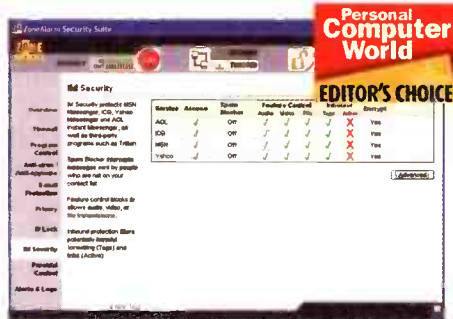 ZoneAlarm Security Suite
Personal
Computer
World
EDITOR'S CHOICE
IM Security
Overview
Firewall
Program
Control
Anti-virus /
Anti-spyware
E-mail
Protection
Privacy
ID Lock
IM Security
Parental
Control
Alerts & Logs
IM Security protects MSN
Messenger, ICQ, Yahoo
Messenger and AOL
Instant Messenger, as
well as third-party
programs such as Trillian
Spam Blocker intercepts
messages sent by people
who are not on your
contact list
Feature control blocks or
allows audio, video, or
file transmissions.
Inbound protection filters
potentially harmful
formatting (Tags) and
links (Active)
Service Access Spam Blocker Feature Control Inbound Encrypt
Audio Video File Tags Active
AOL Off Yes
ICQ Off Yes
MSN Off Yes
Yahoo Off Yes
Advanced